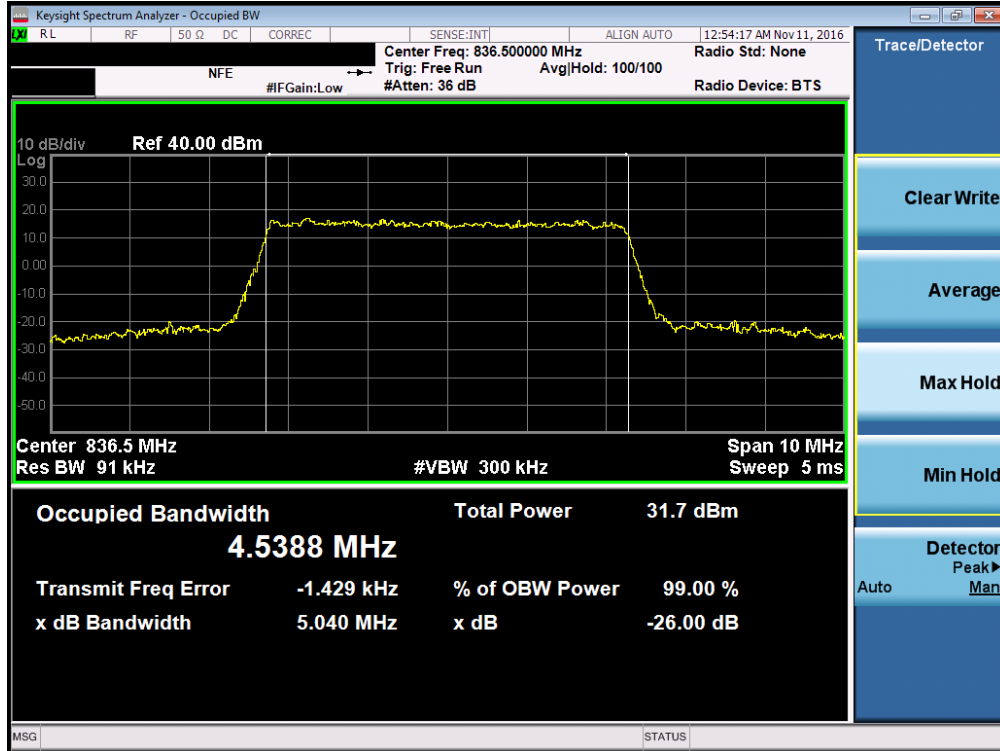 Keysight Spectrum Analyzer - Occupied BW
LXI RL RF 50 Ω DC CORREC SENSE:INT ALIGN AUTO 12:54:17 AM Nov 11, 2016
Center Freq: 836.500000 MHz Radio Std: None
NFE Trig: Free Run Avg|Hold: 100/100
#IFGain:Low #Atten: 36 dB Radio Device: BTS
Trace/Detector
10 dB/div Ref 40.00 dBm
Log
30.0
20.0
10.0
0.00
-10.0
-20.0
-30.0
-40.0
-50.0
Center 836.5 MHz Span 10 MHz
Res BW 91 kHz #VBW 300 kHz Sweep 5 ms
Occupied Bandwidth Total Power 31.7 dBm
4.5388 MHz
Transmit Freq Error -1.429 kHz % of OBW Power 99.00 %
x dB Bandwidth 5.040 MHz x dB -26.00 dB
Clear Write
Average
Max Hold
Min Hold
Detector
Peak▶
Auto Man
MSG STATUS